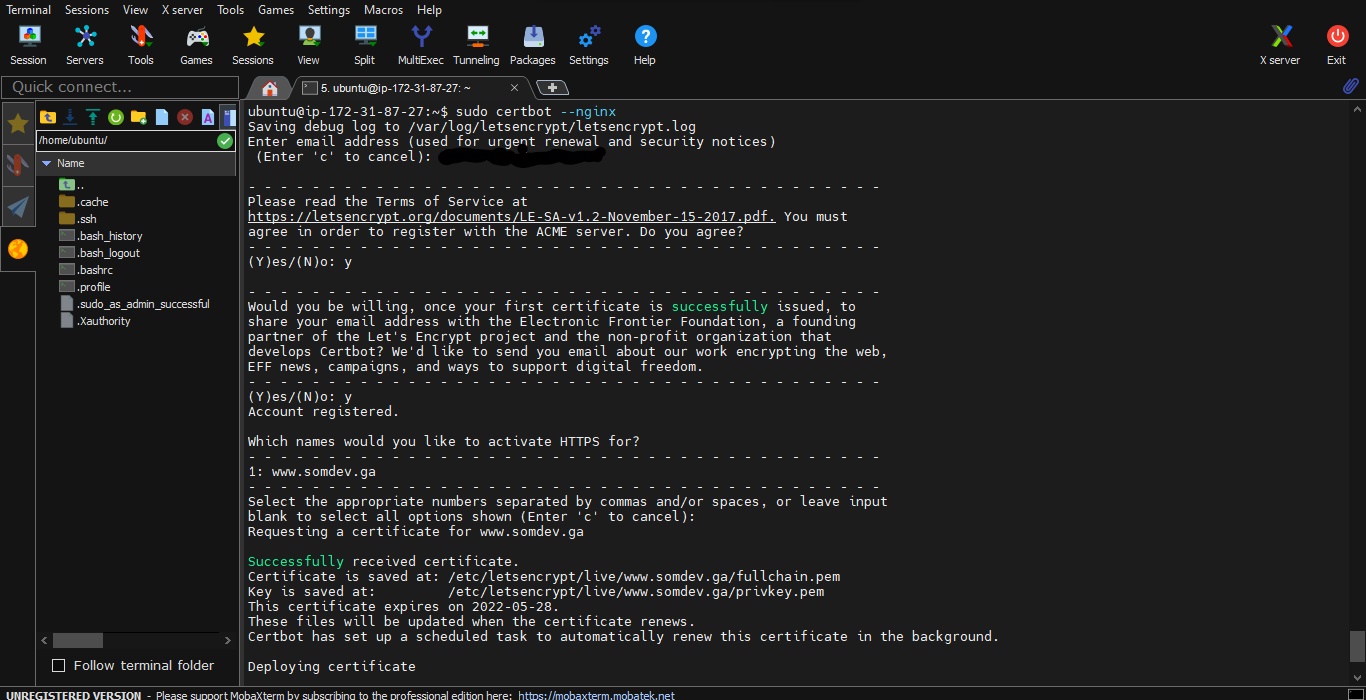 Terminal Sessions View X server Tools Games Settings Macros Help
Session Servers Tools Games Sessions View Split MultiExec Tunneling Packages Settings Help X server Exit
Quick connect...
5. ubuntu@ip-172-31-87-27: ~
/home/ubuntu/
Name
..
.cache
.ssh
.bash_history
.bash_logout
.bashrc
.profile
.sudo_as_admin_successful
.Xauthority
Follow terminal folder
ubuntu@ip-172-31-87-27:~$ sudo certbot --nginx
Saving debug log to /var/log/letsencrypt/letsencrypt.log
Enter email address (used for urgent renewal and security notices)
(Enter 'c' to cancel):
- - - - - - - - - - - - - - - - - - - - - - - - - - - - - - - - - - - - - - - -
Please read the Terms of Service at
https://letsencrypt.org/documents/LE-SA-v1.2-November-15-2017.pdf. You must
agree in order to register with the ACME server. Do you agree?
- - - - - - - - - - - - - - - - - - - - - - - - - - - - - - - - - - - - - - - -
(Y)es/(N)o: y
- - - - - - - - - - - - - - - - - - - - - - - - - - - - - - - - - - - - - - - -
Would you be willing, once your first certificate is successfully issued, to
share your email address with the Electronic Frontier Foundation, a founding
partner of the Let's Encrypt project and the non-profit organization that
develops Certbot? We'd like to send you email about our work encrypting the web,
EFF news, campaigns, and ways to support digital freedom.
- - - - - - - - - - - - - - - - - - - - - - - - - - - - - - - - - - - - - - - -
(Y)es/(N)o: y
Account registered.
Which names would you like to activate HTTPS for?
- - - - - - - - - - - - - - - - - - - - - - - - - - - - - - - - - - - - - - - -
1: www.somdev.ga
- - - - - - - - - - - - - - - - - - - - - - - - - - - - - - - - - - - - - - - -
Select the appropriate numbers separated by commas and/or spaces, or leave input
blank to select all options shown (Enter 'c' to cancel):
Requesting a certificate for www.somdev.ga
Successfully received certificate.
Certificate is saved at: /etc/letsencrypt/live/www.somdev.ga/fullchain.pem
Key is saved at: /etc/letsencrypt/live/www.somdev.ga/privkey.pem
This certificate expires on 2022-05-28.
These files will be updated when the certificate renews.
Certbot has set up a scheduled task to automatically renew this certificate in the background.
Deploying certificate
UNREGISTERED VERSION - Please support MobaXterm by subscribing to the professional edition here: https://mobaxterm.mobatek.net